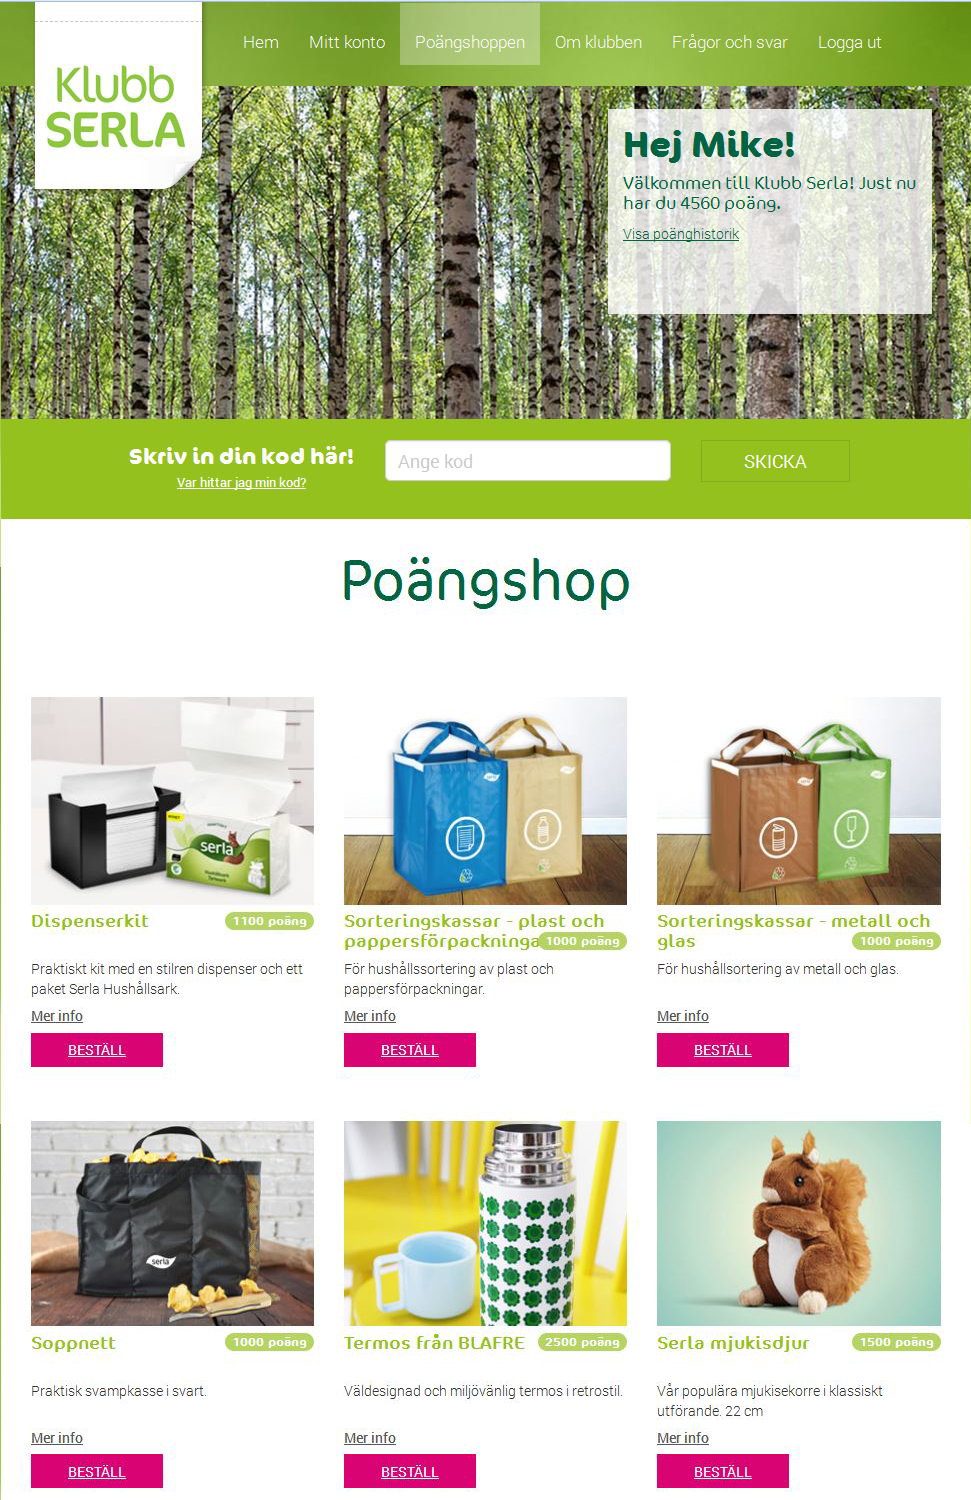 Klubb
SERLA
Hem Mitt konto Poängshoppen Om klubben Frågor och svar Logga ut
Hej Mike!
Välkommen till Klubb Serla! Just nu
har du 4560 poäng.
Visa poänghistorik
Skriv in din kod här!
Var hittar jag min kod?
Ange kod
SKICKA
Poängshop
serla
Dispenserkit 1100 poäng
Praktiskt kit med en stilren dispenser och ett
paket Serla Hushållsark.
Mer info
BESTÄLL
Sorteringskassar - plast och
pappersförpackninga 1000 poäng
För hushållssortering av plast och
pappersförpackningar.
Mer info
BESTÄLL
Sorteringskassar - metall och
glas 1000 poäng
För hushållsortering av metall och glas.
Mer info
BESTÄLL
serla
Soppnett 1000 poäng
Praktisk svampkasse i svart.
Mer info
BESTÄLL
Termos från BLAFRE 2500 poäng
Väldesignad och miljövänlig termos i retrostil.
Mer info
BESTÄLL
Serla mjukisdjur 1500 poäng
Vår populära mjukisekorre i klassiskt
utförande. 22 cm
Mer info
BESTÄLL